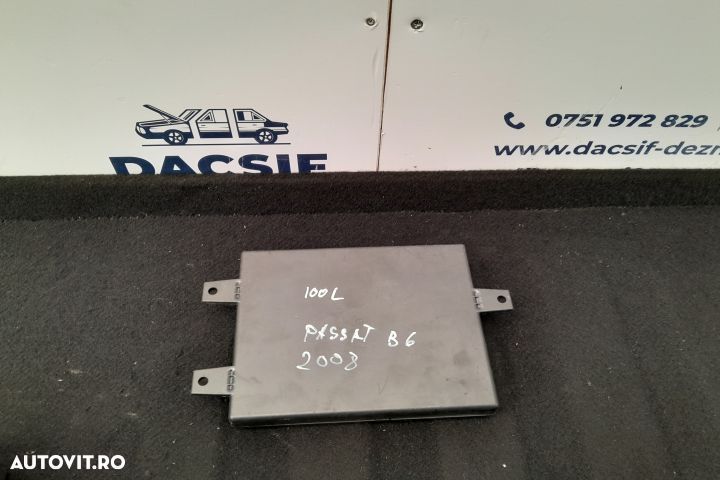 DACSIF
0751 972 829
www.dacsif-dezm
100L
PASSAT B6
2008
AUTOVIT.RO